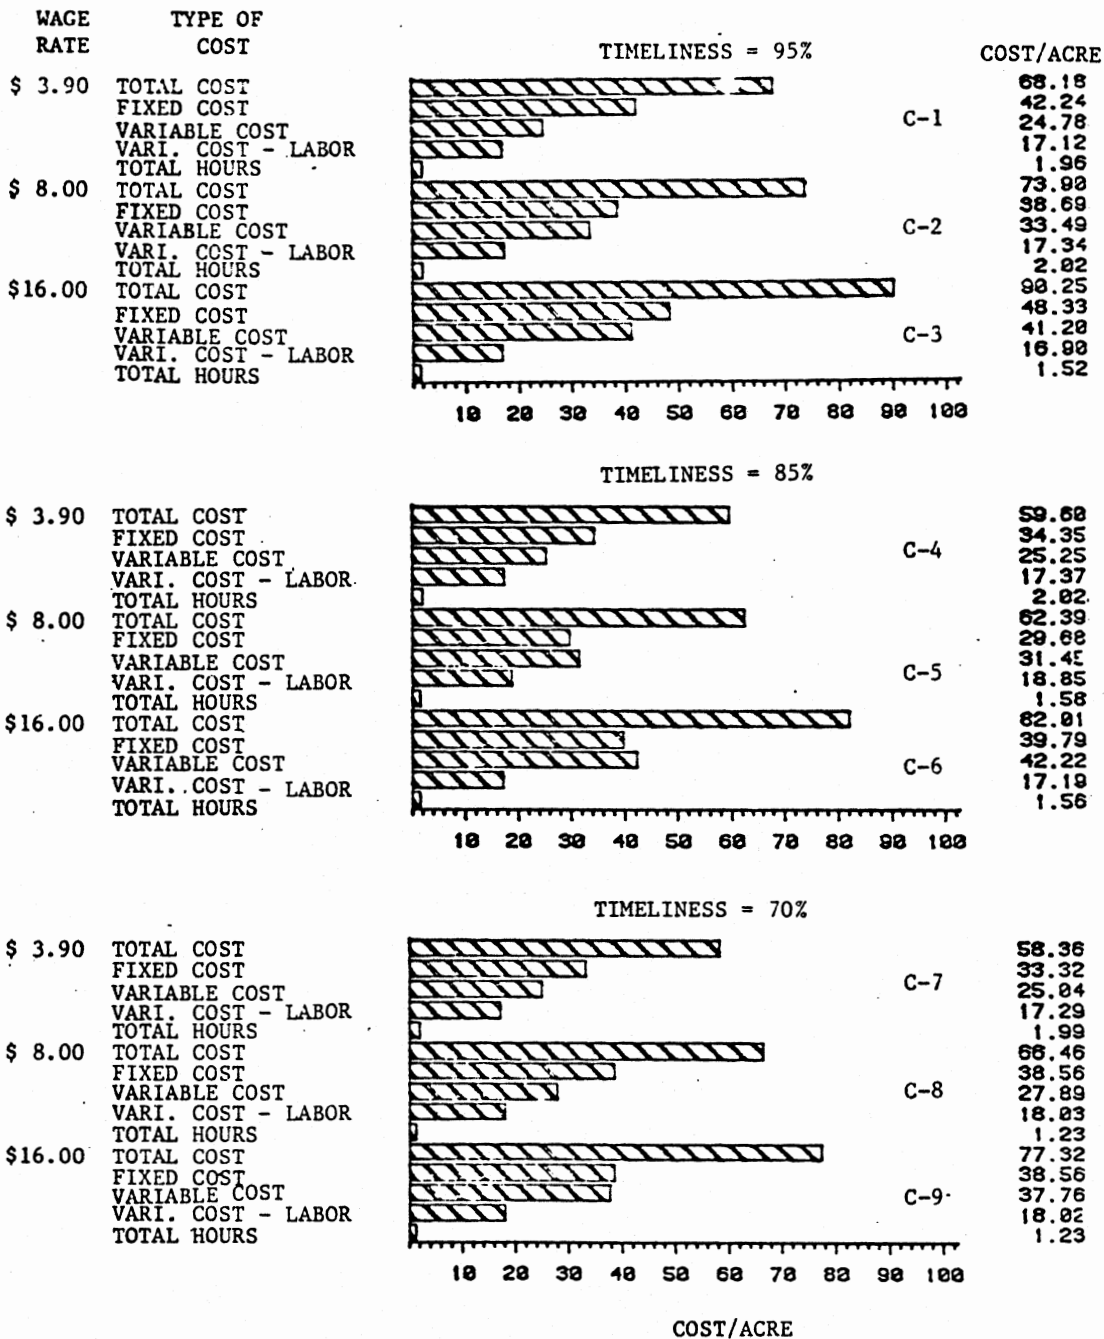 WAGE TYPE OF
RATE COST TIMELINESS = 95% COST/ACRE
$ 3.90 TOTAL COST 68.18
FIXED COST 42.24
C-1
VARIABLE COST 24.78
VARI. COST - LABOR 17.12
TOTAL HOURS 1.96
$ 8.00 TOTAL COST 73.90
FIXED COST 38.69
VARIABLE COST C-2 33.49
VARI. COST - LABOR 17.34
TOTAL HOURS 2.02
$16.00 TOTAL COST 90.25
FIXED COST 48.33
VARIABLE COST C-3 41.20
VARI. COST - LABOR 16.90
TOTAL HOURS 1.52
10 20 30 40 50 60 70 80 90 100
TIMELINESS = 85%
$ 3.90 TOTAL COST 59.60
FIXED COST 34.35
VARIABLE COST C-4 25.25
VARI. COST - LABOR 17.37
TOTAL HOURS 2.02
$ 8.00 TOTAL COST 62.39
FIXED COST 29.68
VARIABLE COST 31.45
VARI. COST - LABOR C-5 18.85
TOTAL HOURS 1.58
$16.00 TOTAL COST 82.01
FIXED COST 39.79
VARIABLE COST C-6 42.22
VARI. COST - LABOR 17.19
TOTAL HOURS 1.56
10 20 30 40 50 60 70 80 90 100
TIMELINESS = 70%
$ 3.90 TOTAL COST 58.36
FIXED COST 33.32
VARIABLE COST C-7 25.04
VARI. COST - LABOR 17.29
TOTAL HOURS 1.99
$ 8.00 TOTAL COST 66.46
FIXED COST 38.56
VARIABLE COST C-8 27.89
VARI. COST - LABOR 18.03
TOTAL HOURS 1.23
$16.00 TOTAL COST 77.32
FIXED COST 38.56
VARIABLE COST C-9 37.76
VARI. COST - LABOR 18.02
TOTAL HOURS 1.23
10 20 30 40 50 60 70 80 90 100
COST/ACRE